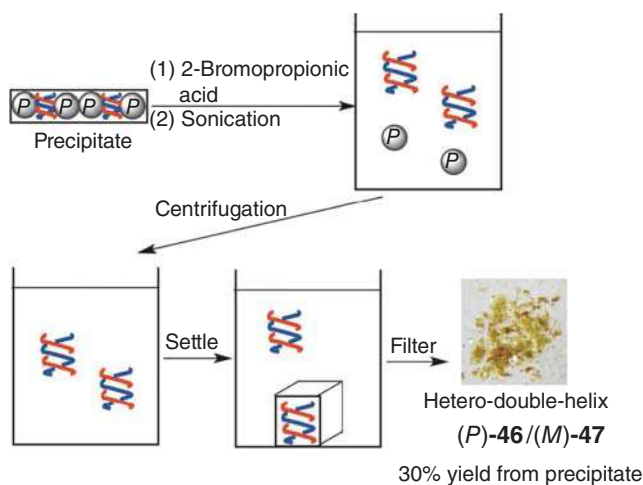 (1) 2-Bromopropionic
acid
(2) Sonication
P P P P
Precipitate
P
P
Centrifugation
Settle
Filter
Hetero-double-helix
(P)-46/(M)-47
30% yield from precipitate